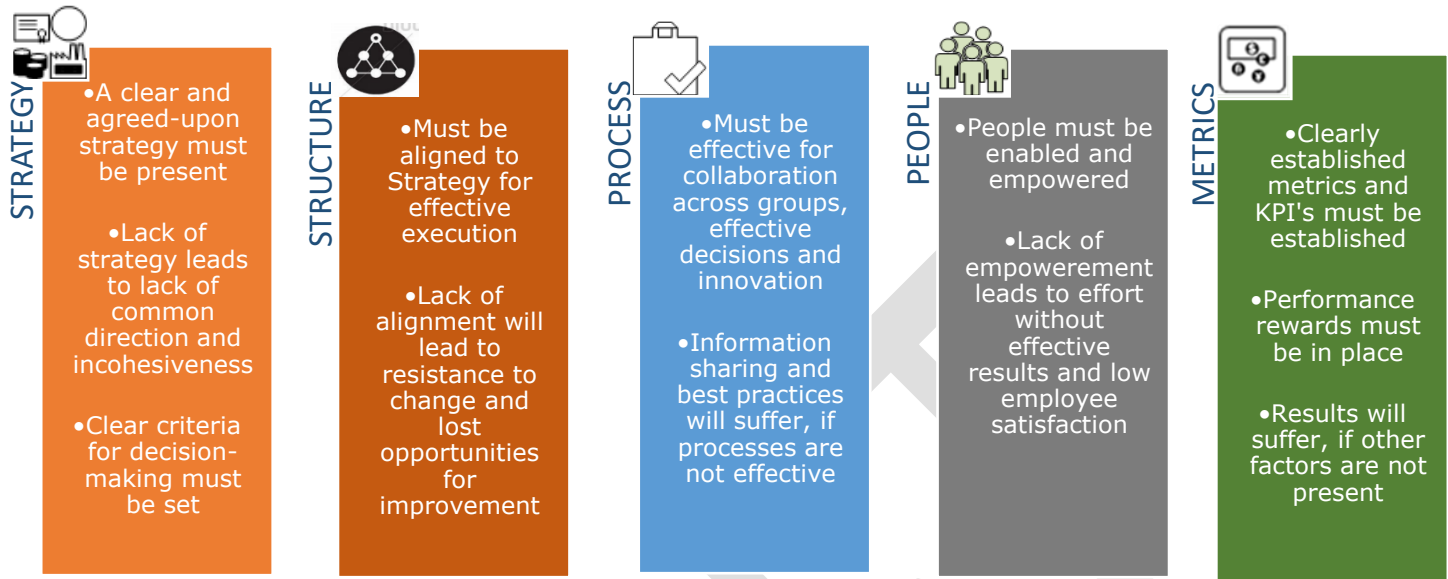 STRATEGY
•A clear and
agreed-upon
strategy must
be present
•Lack of
strategy leads
to lack of
common
direction and
incohesiveness
•Clear criteria
for decision-
making must
be set
STRUCTURE
•Must be
aligned to
Strategy for
effective
execution
•Lack of
alignment will
lead to
resistance to
change and
lost
opportunities
for
improvement
PROCESS
•Must be
effective for
collaboration
across groups,
effective
decisions and
innovation
•Information
sharing and
best practices
will suffer, if
processes are
not effective
PEOPLE
•People must be
enabled and
empowered
•Lack of
empowerement
leads to effort
without
effective
results and low
employee
satisfaction
METRICS
•Clearly
established
metrics and
KPI's must be
established
•Performance
rewards must
be in place
•Results will
suffer, if other
factors are not
present